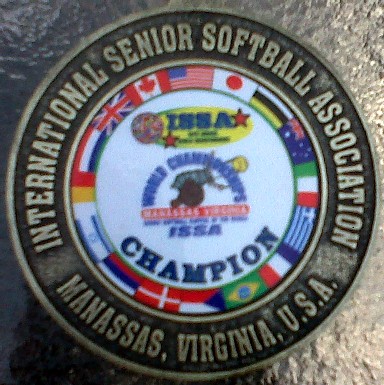 INTERNATIONAL SENIOR SOFTBALL ASSOCIATION
ISSA
WORLD CHAMPIONSHIPS
MANASSAS VIRGINIA
ISSA
CHAMPION
MANASSAS, VIRGINIA, U.S.A.